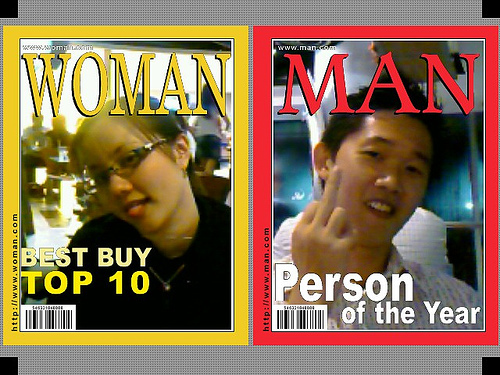 www.woman.com
WOMAN
BEST BUY
TOP 10
http://www.woman.com
www.man.com
MAN
Person
of the Year
http://www.man.com